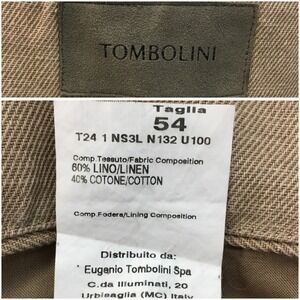 TOMBOLINI
Taglia
54
T24 1 NS3L N132 U100
Comp.Tessuto/Fabric Composition
60% LINO/LINEN
40% COTONE/COTTON
Comp.Fodera/Lining Composition
Distribuito da:
Eugenio Tombolini Spa
C.da Illuminati, 20
Urbisaglia (MC) Italy